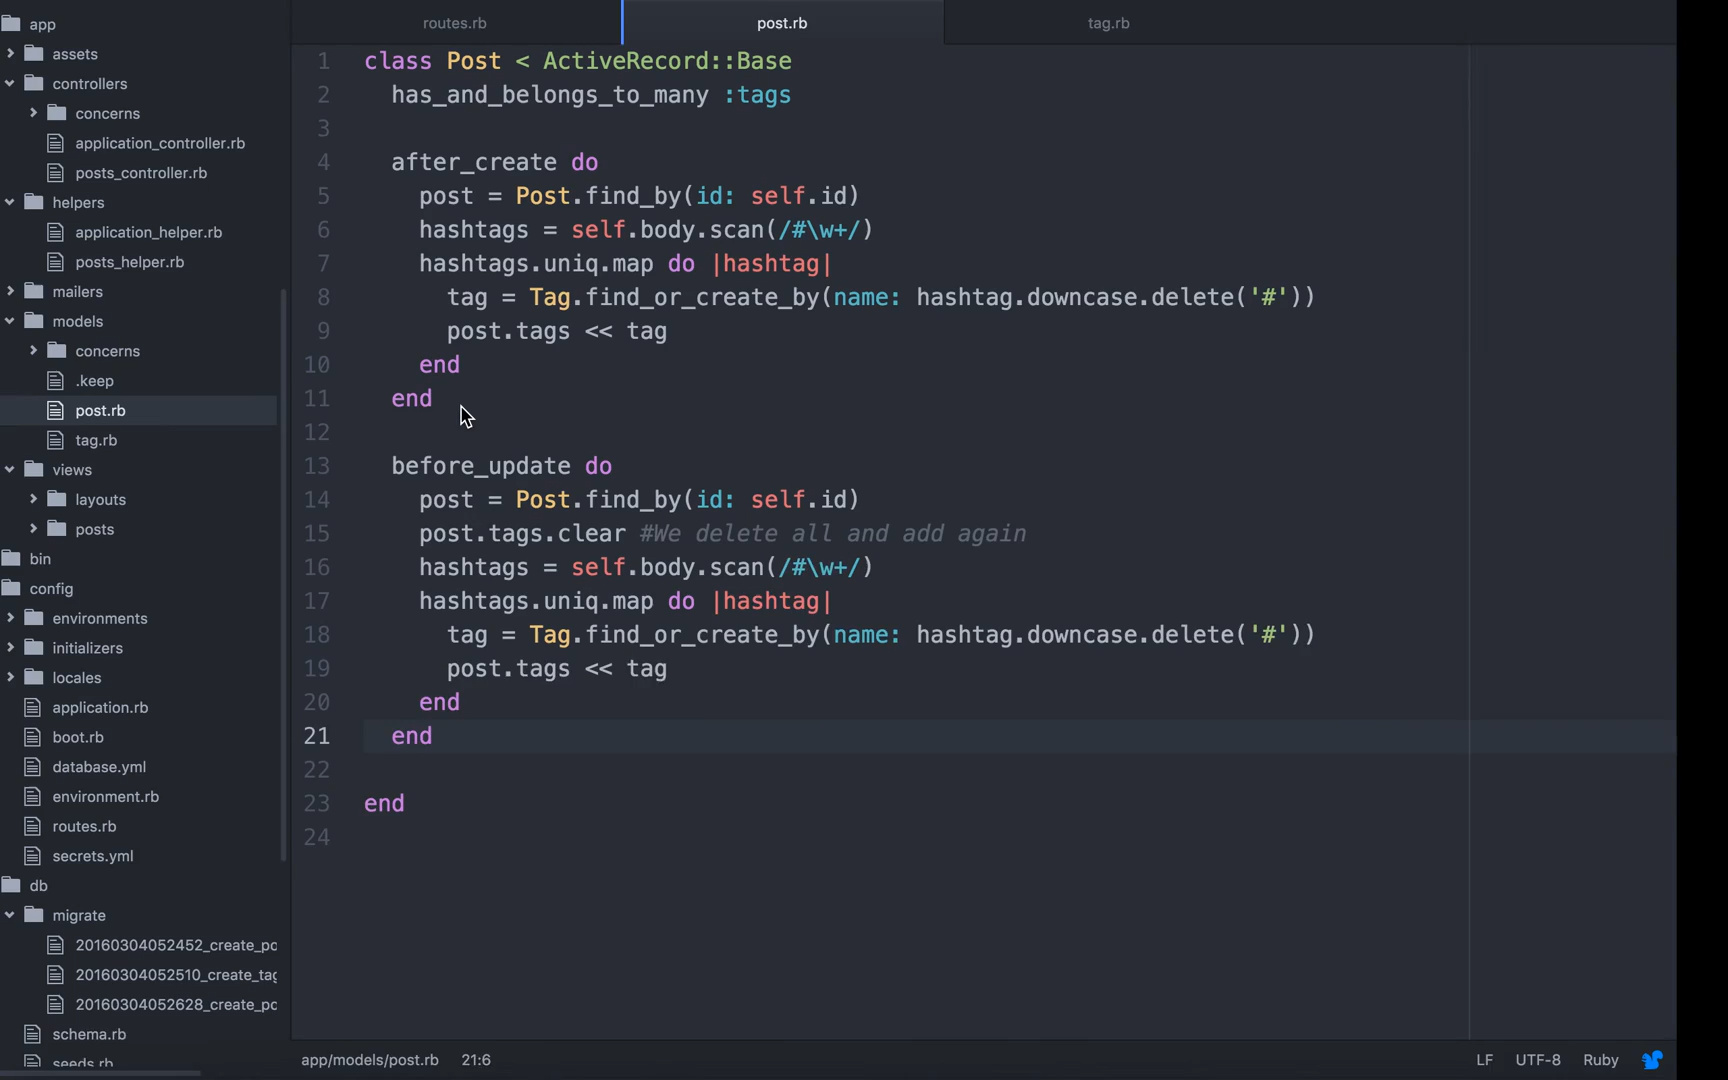 app
assets
controllers
concerns
application_controller.rb
posts_controller.rb
helpers
application_helper.rb
posts_helper.rb
mailers
models
concerns
.keep
post.rb
tag.rb
views
layouts
posts
bin
config
environments
initializers
locales
application.rb
boot.rb
database.yml
environment.rb
routes.rb
secrets.yml
db
migrate
20160304052452_create_po
20160304052510_create_tag
20160304052628_create_po
schema.rb
seeds.rb
routes.rb post.rb tag.rb
1 class Post < ActiveRecord::Base
2 has_and_belongs_to_many :tags
3
4 after_create do
5 post = Post.find_by(id: self.id)
6 hashtags = self.body.scan(/#\w+/)
7 hashtags.uniq.map do |hashtag|
8 tag = Tag.find_or_create_by(name: hashtag.downcase.delete('#'))
9 post.tags << tag
10 end
11 end
12
13 before_update do
14 post = Post.find_by(id: self.id)
15 post.tags.clear #We delete all and add again
16 hashtags = self.body.scan(/#\w+/)
17 hashtags.uniq.map do |hashtag|
18 tag = Tag.find_or_create_by(name: hashtag.downcase.delete('#'))
19 post.tags << tag
20 end
21 end
22
23 end
24
app/models/post.rb 21:6 LF UTF-8 Ruby